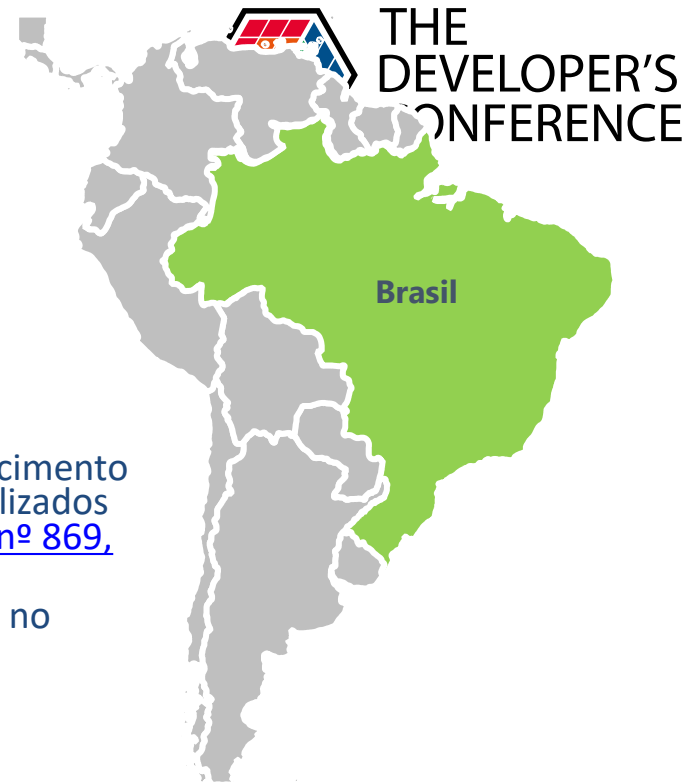 THE
DEVELOPER'S
ONFERENCE
Brasil
cimento
lizados
nº 869,
no